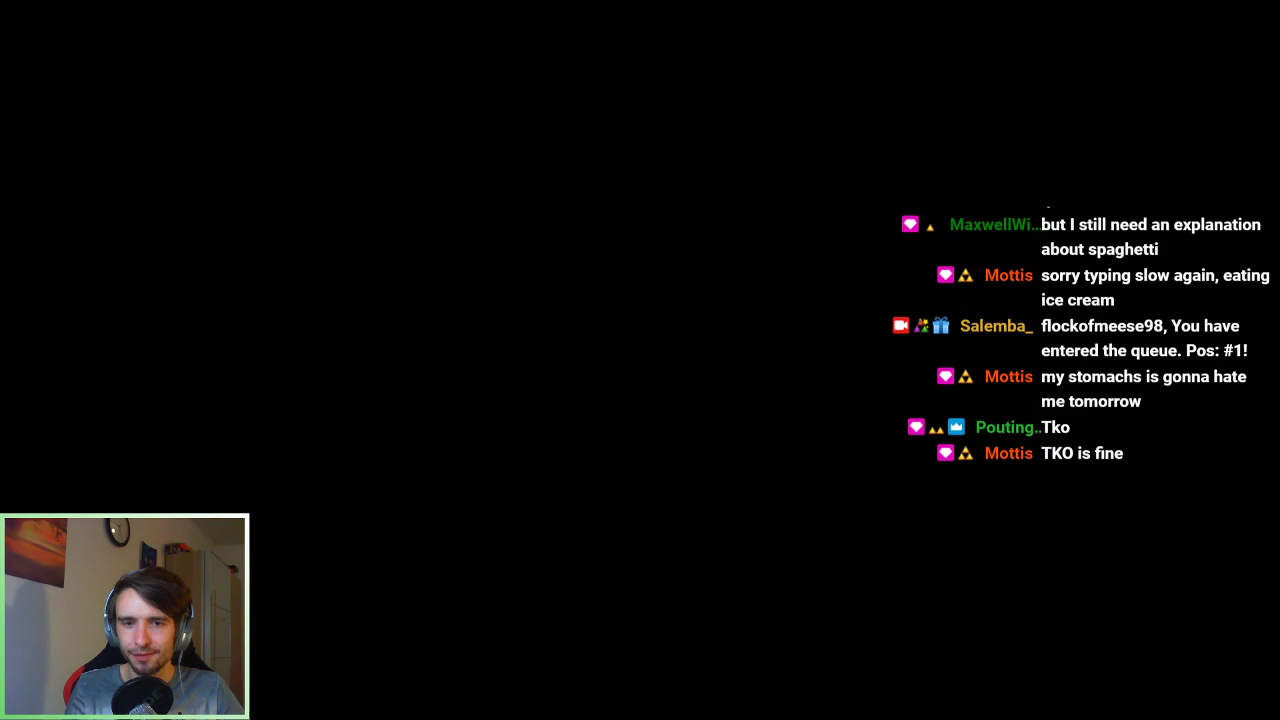 MaxwellWi... but I still need an explanation
about spaghetti
Mottis sorry typing slow again, eating
ice cream
Salemba_ flockofmeese98, You have
entered the queue. Pos: #1!
Mottis my stomachs is gonna hate
me tomorrow
Pouting.. Tko
Mottis TKO is fine